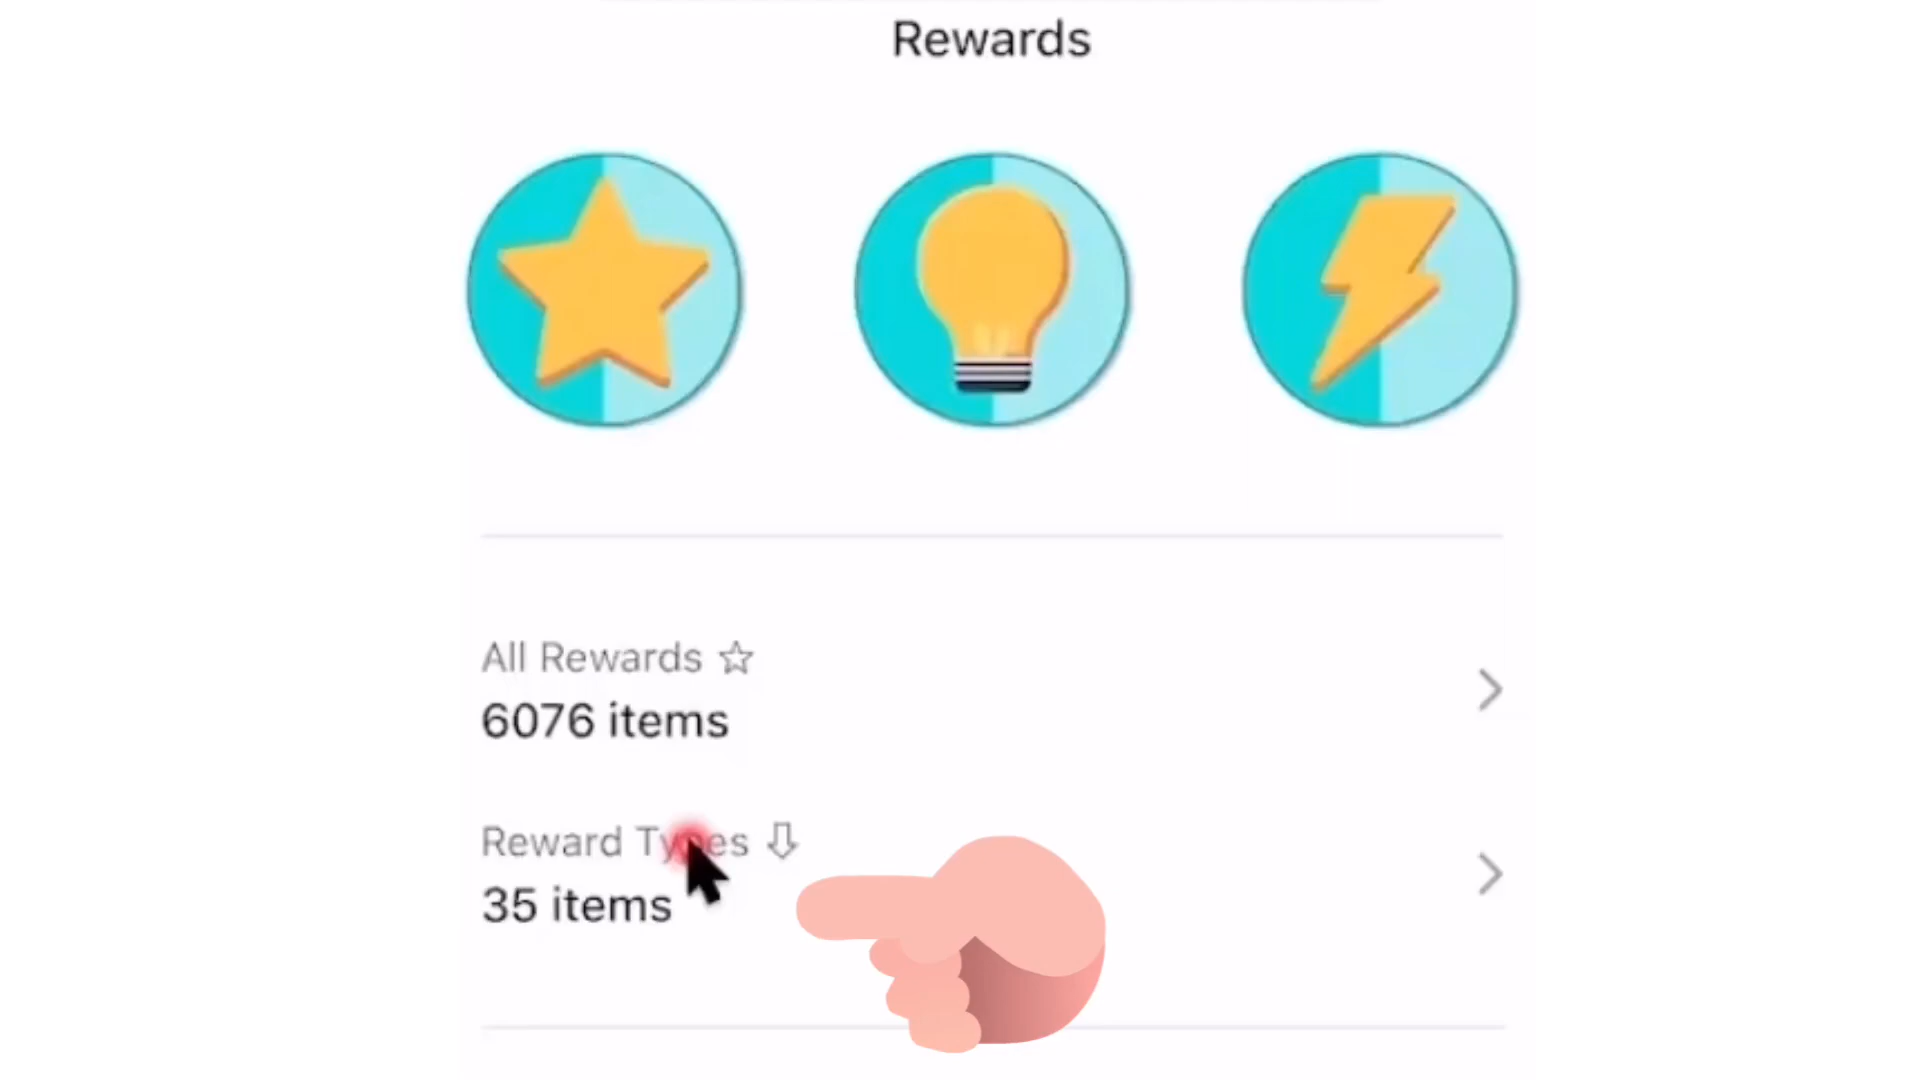 Rewards
All Rewards ☆
6076 items
Reward Types ⇩
35 items